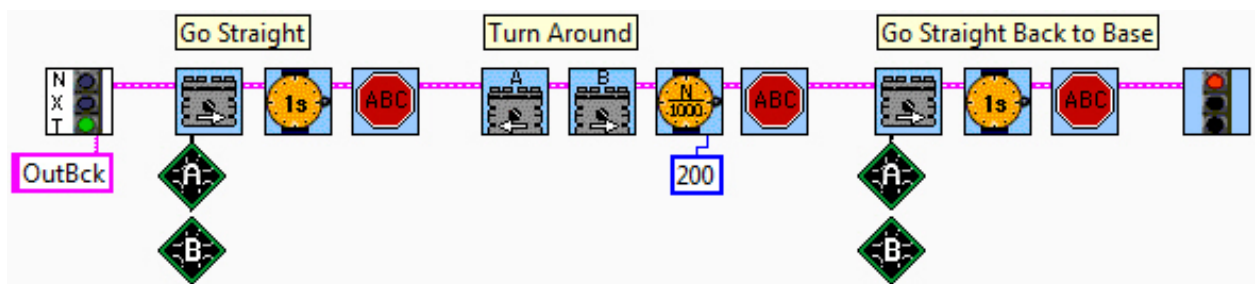 Go Straight
Turn Around
Go Straight Back to Base
N
X
T
1s
ABC
A
B
N
1000
ABC
1s
ABC
OutBck
200
A
A
B
B